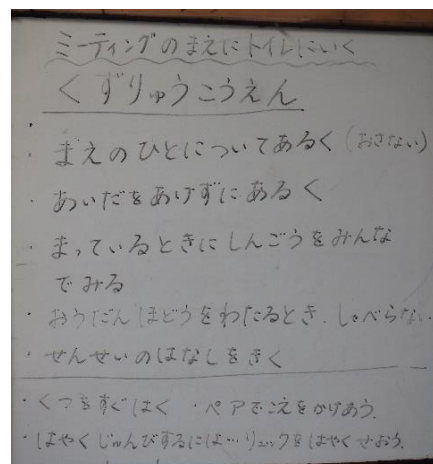 ミーティングのまえにトイレにいく
くずりゅうこうえん
・まえのひとについてあるく(おさない)
・あいだをあけずにあるく
・まっているときにしんごうをみんな
でみる
・おうだんほどうをわたるとき、しゃべらない
・せんせいのはなしをきく
・くつをすぐはく ・ペアでこえをかけあう。
・はやくじゅんびするには…リュックをはやくせおう。